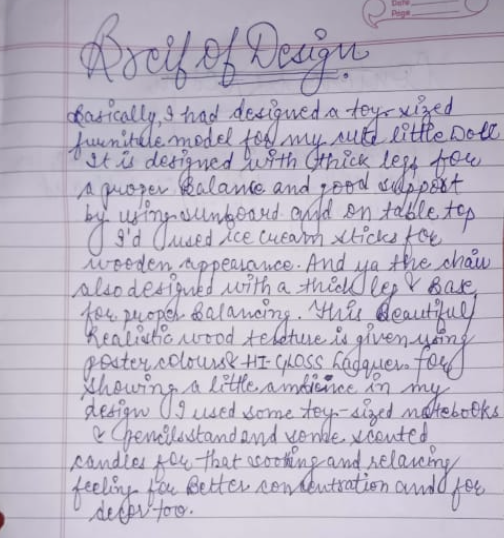 Date
Page
Breif of Design.
Basically, I had designed a toy-sized
furniture model for my cute little Doll
It is designed with thick legs for
a proper Balance and good support
by using sunboard and on table top
I'd used ice cream sticks for
wooden appearance. And ya the chair
also designed with a thick leg & Base
for proper Balancing. This Beautiful
Realistic wood texture is given using
poster colours & HI-GLOSS Lacquer. For
showing a little ambience in my
design I used some toy-sized notebooks
& pencilsstand and some scented
candles for that soothing and relaxing
feeling for Better concentration and for
decor too.